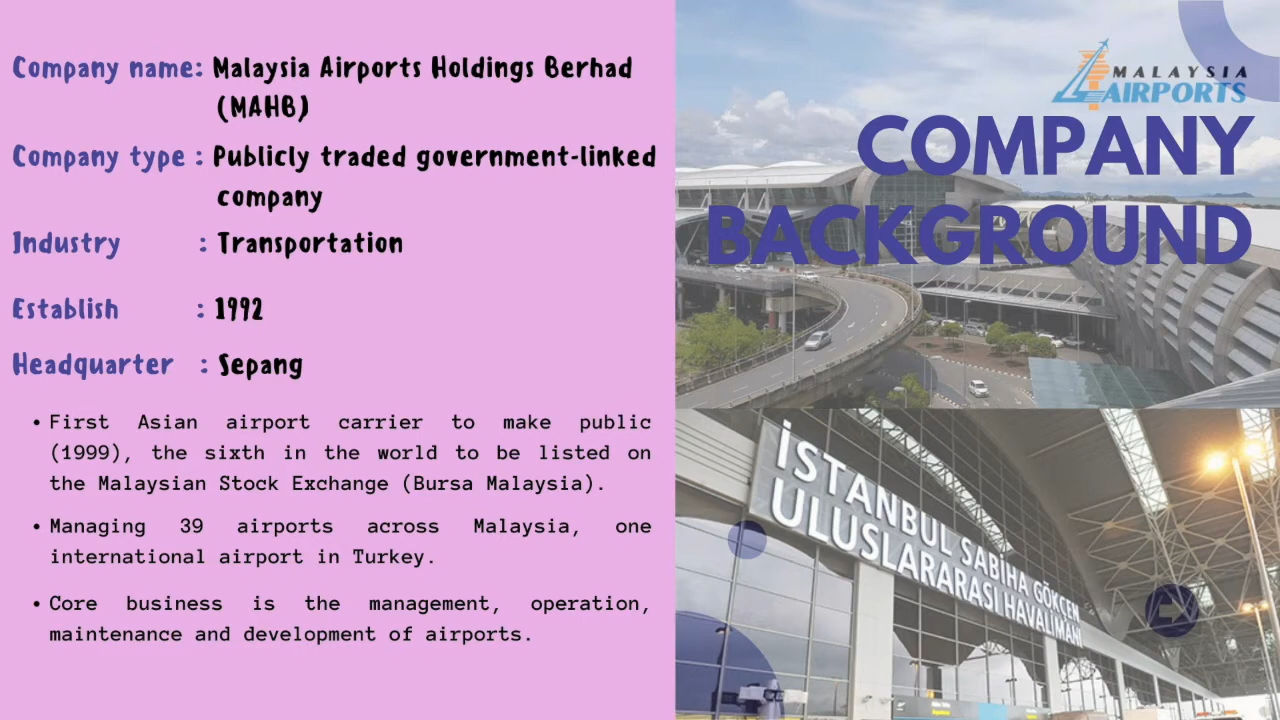 Company name: Malaysia Airports Holdings Berhad
(MAHB)
Company type : Publicly traded government-linked
company
Industry : Transportation
Establish : 1992
Headquarter : Sepang
• First Asian airport carrier to make public
(1999), the sixth in the world to be listed on
the Malaysian Stock Exchange (Bursa Malaysia).
• Managing 39 airports across Malaysia, one
international airport in Turkey.
• Core business is the management, operation,
maintenance and development of airports.
MALAYSIA
AIRPORTS
COMPANY
BACKGROUND
İSTANBUL SABİHA GÖKÇEN
ULUSLARARASI HAVALİMANI